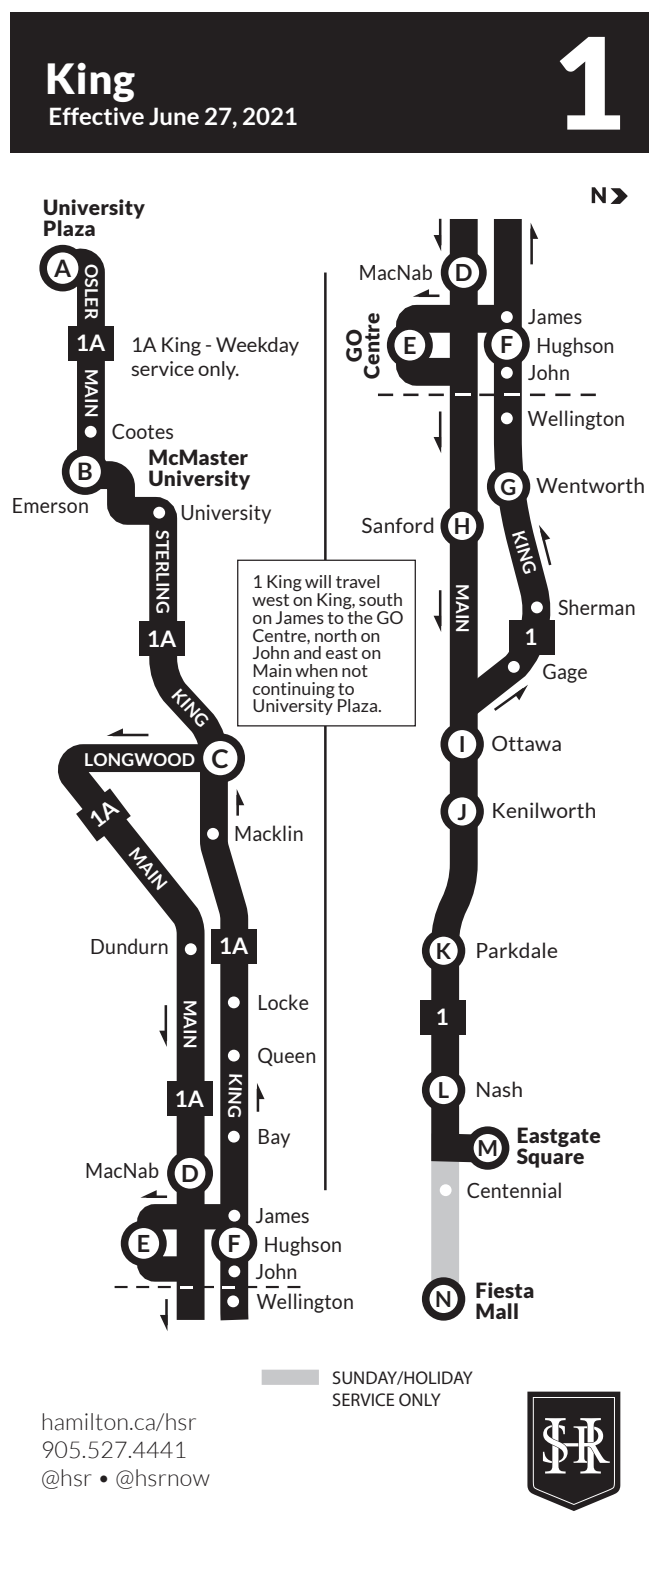 King
Effective June 27, 2021
1
N
University
Plaza
A
OSLER
1A
1A King - Weekday
service only.
MAIN
Cootes
B
McMaster
University
Emerson
University
STERLING
1A
KING
LONGWOOD
C
1A
Macklin
MAIN
Dundurn
1A
Locke
MAIN
Queen
KING
1A
Bay
MacNab
D
James
E
F
Hughson
John
Wellington
1 King will travel
west on King, south
on James to the GO
Centre, north on
John and east on
Main when not
continuing to
University Plaza.
MacNab
D
James
GO
Centre
E
F
Hughson
John
Wellington
G
Wentworth
Sanford
H
KING
MAIN
Sherman
1
Gage
I
Ottawa
J
Kenilworth
K
Parkdale
1
L
Nash
M
Eastgate
Square
Centennial
N
Fiesta
Mall
SUNDAY/HOLIDAY
SERVICE ONLY
hamilton.ca/hsr
905.527.4441
@hsr • @hsrnow
HSR